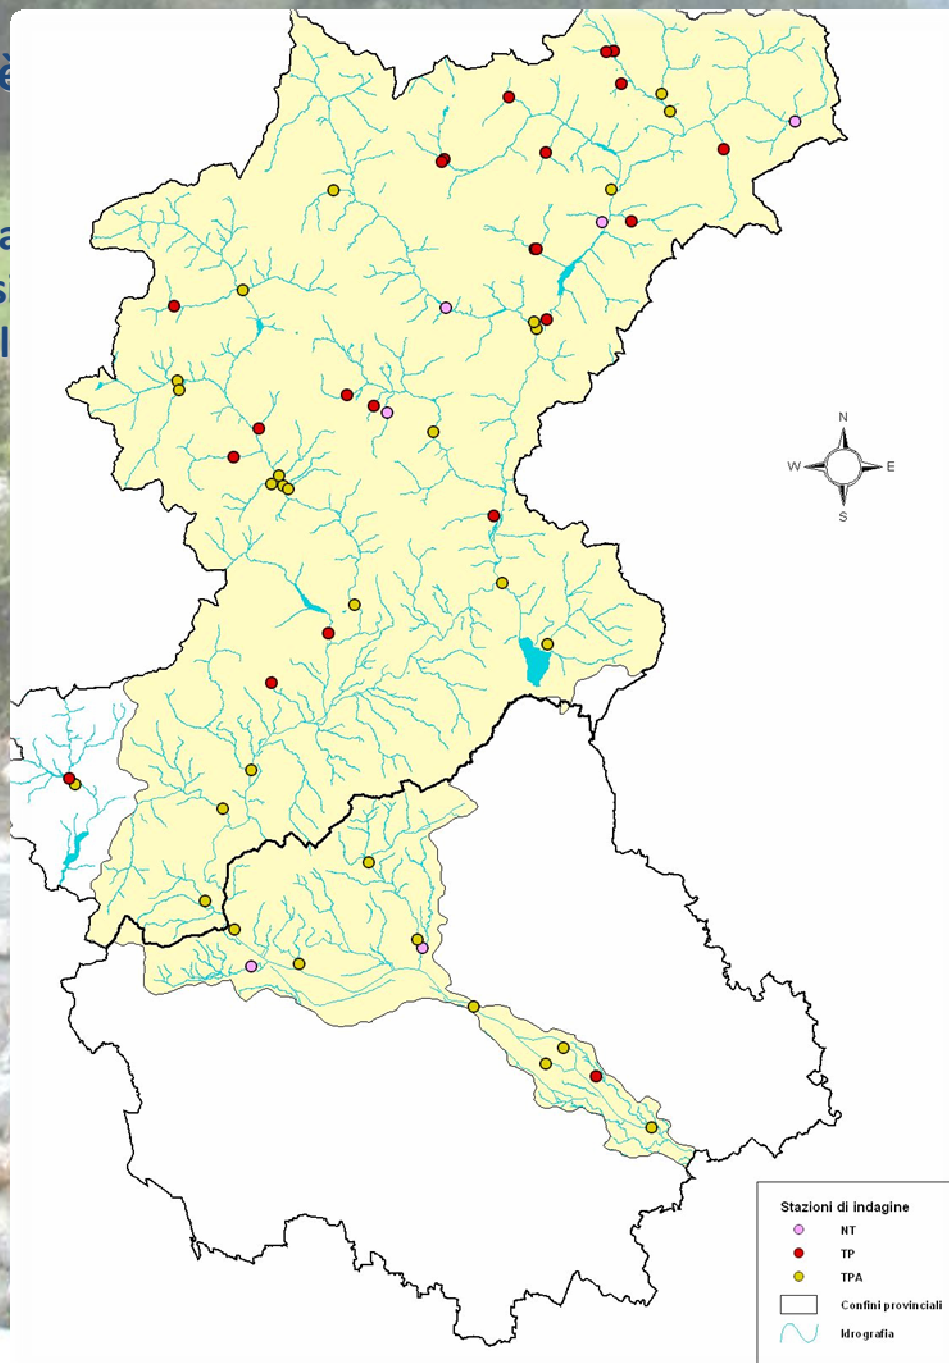 N
W E
S
Stazioni di indagine
NT
TP
TPA
Confini provinciali
Idrografia